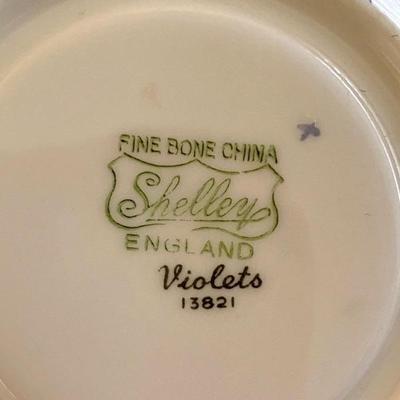 FINE BONE CHINA
Shelley
ENGLAND
Violets
13821